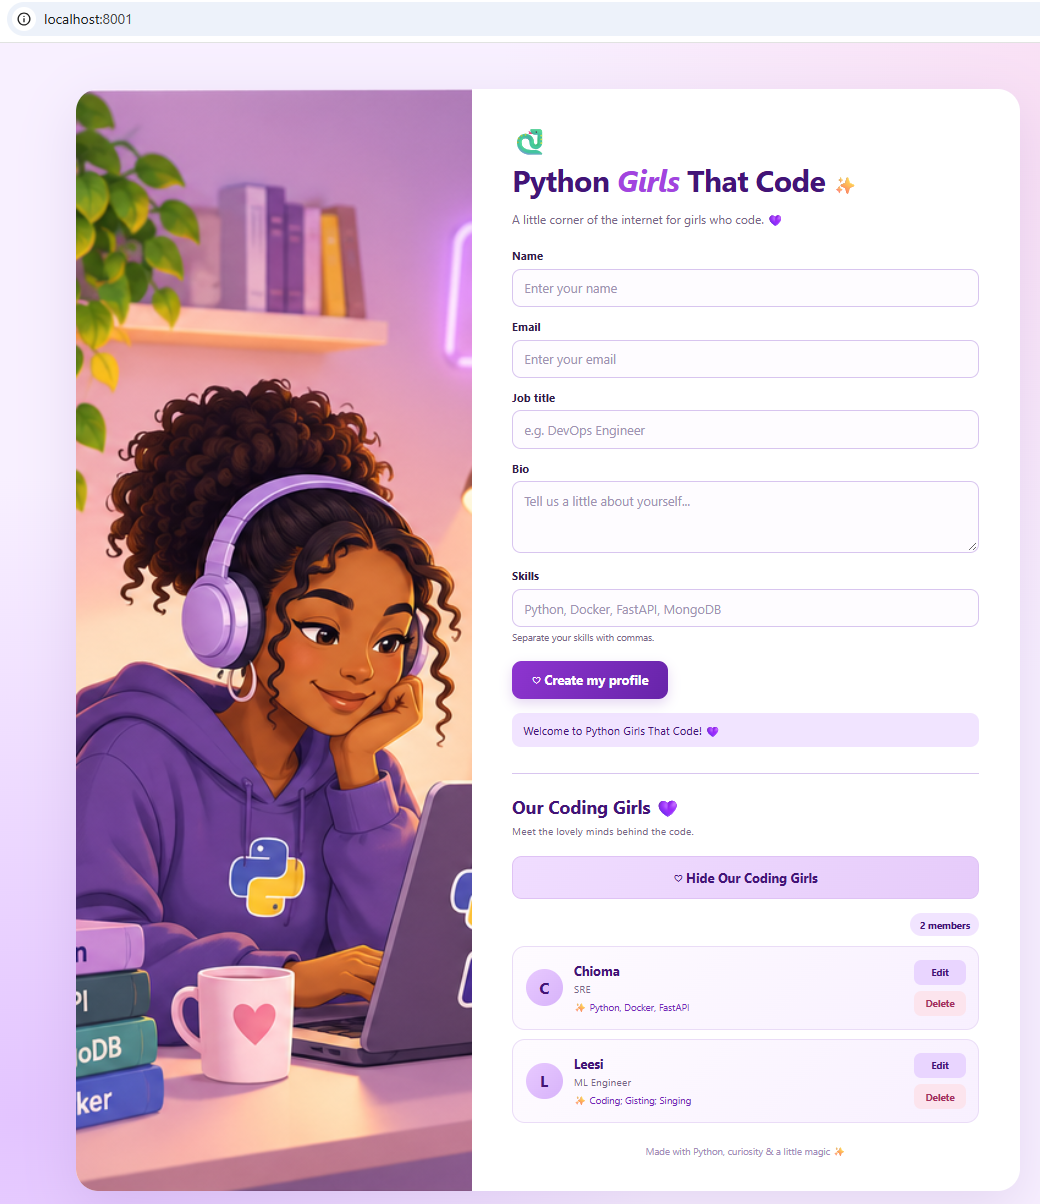 localhost:8001
Python Girls That Code ✨
A little corner of the internet for girls who code. 💜
Name
Enter your name
Email
Enter your email
Job title
e.g. DevOps Engineer
Bio
Tell us a little about yourself...
Skills
Python, Docker, FastAPI, MongoDB
Separate your skills with commas.
♡ Create my profile
Welcome to Python Girls That Code! 💜
Our Coding Girls 💜
Meet the lovely minds behind the code.
♡ Hide Our Coding Girls
2 members
C
Chioma
SRE
✨ Python, Docker, FastAPI
Edit
Delete
L
Leesi
ML Engineer
✨ Coding; Gisting; Singing
Edit
Delete
Made with Python, curiosity & a little magic ✨
n
PI
oDB
ker